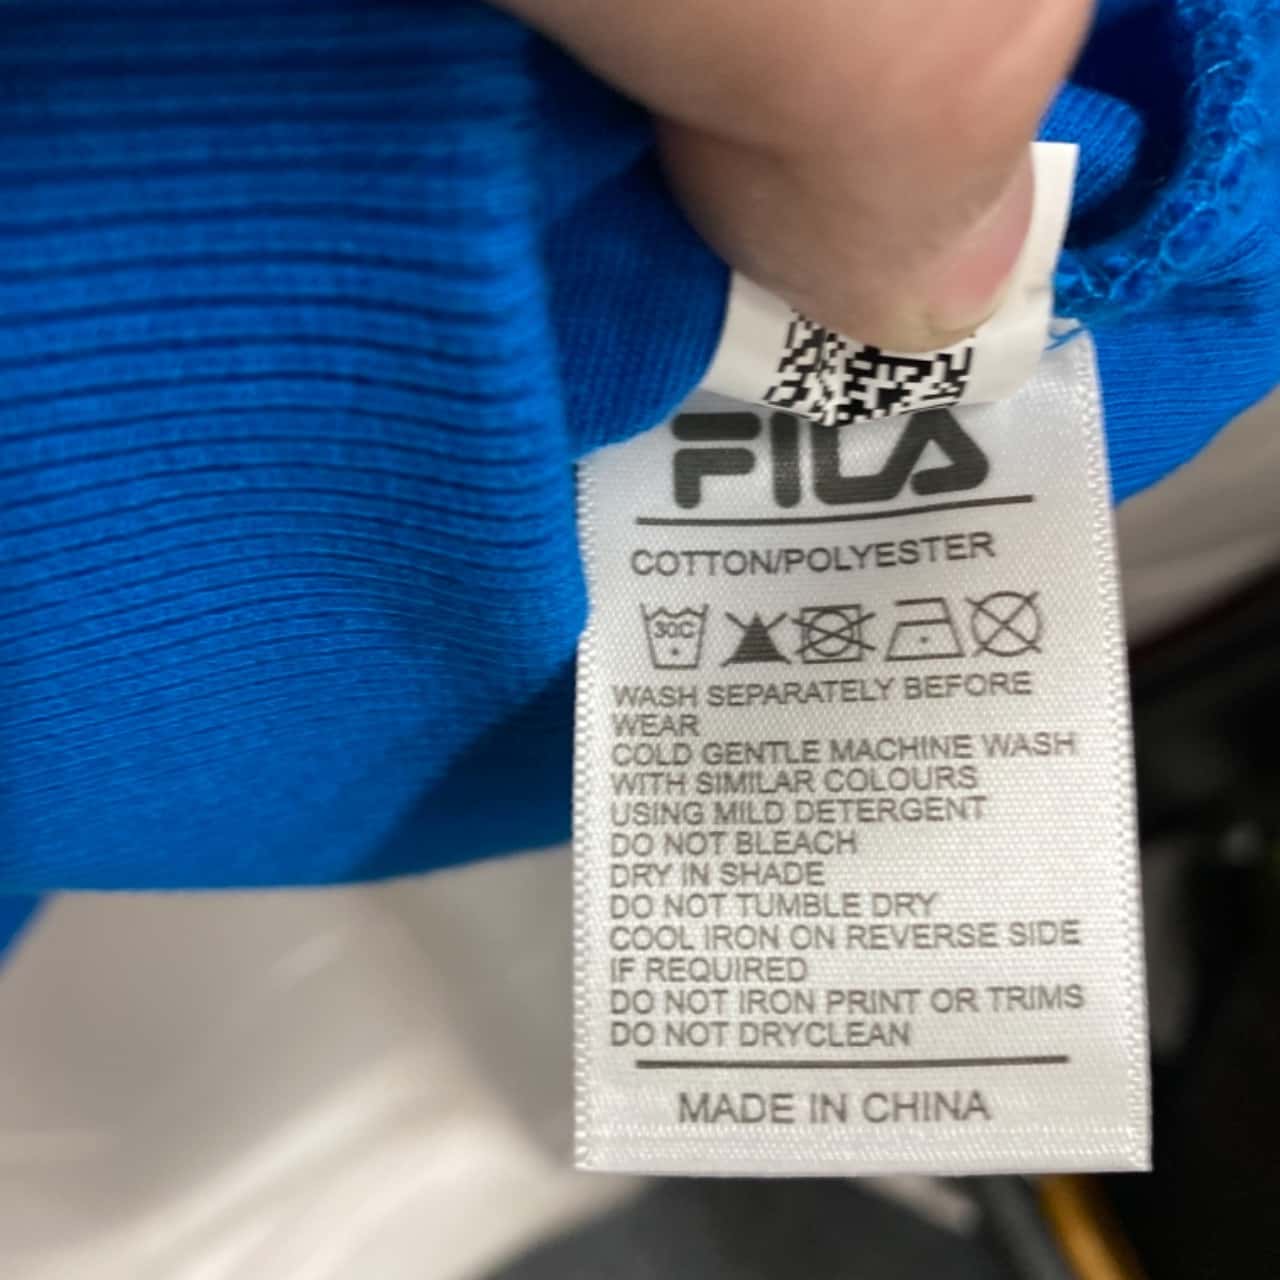 FILA
COTTON/POLYESTER
30C
WASH SEPARATELY BEFORE
WEAR
COLD GENTLE MACHINE WASH
WITH SIMILAR COLOURS
USING MILD DETERGENT
DO NOT BLEACH
DRY IN SHADE
DO NOT TUMBLE DRY
COOL IRON ON REVERSE SIDE
IF REQUIRED
DO NOT IRON PRINT OR TRIMS
DO NOT DRYCLEAN
MADE IN CHINA